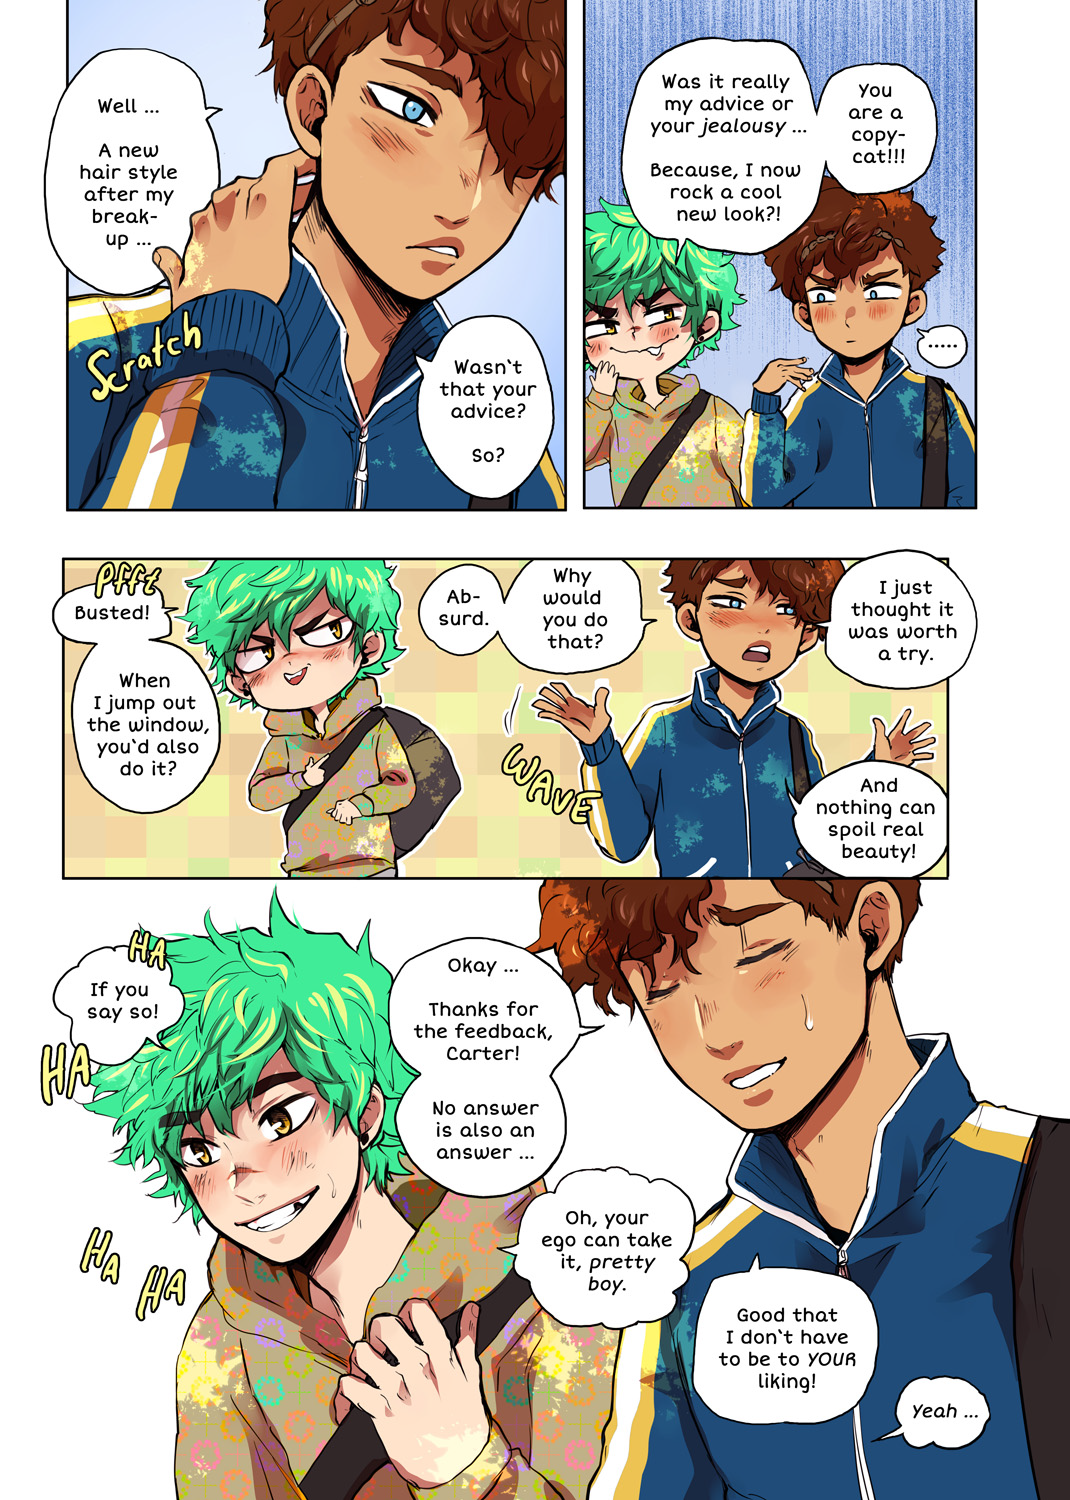 Well ...
A new
hair style
after my
break-
up ...
Scratch
Wasn't
that your
advice?
So?
Was it really
my advice or
your jealousy ...
Because, I now
rock a cool
new look?!
You
are a
copy-
cat!!!
.....
Pfft
Busted!
When
I jump out
the window,
you'd also
do it?
Ab-
surd.
Why
would
you do
that?
I just
thought it
was worth
a try.
WAVE
And
nothing can
spoil real
beauty!
HA
If you
say so!
HA
Okay ...
Thanks for
the feedback,
Carter!
No answer
is also an
answer ...
HA
HA
Oh, your
ego can take
it, pretty
boy.
Good that
I don't have
to be to YOUR
liking!
Yeah ...